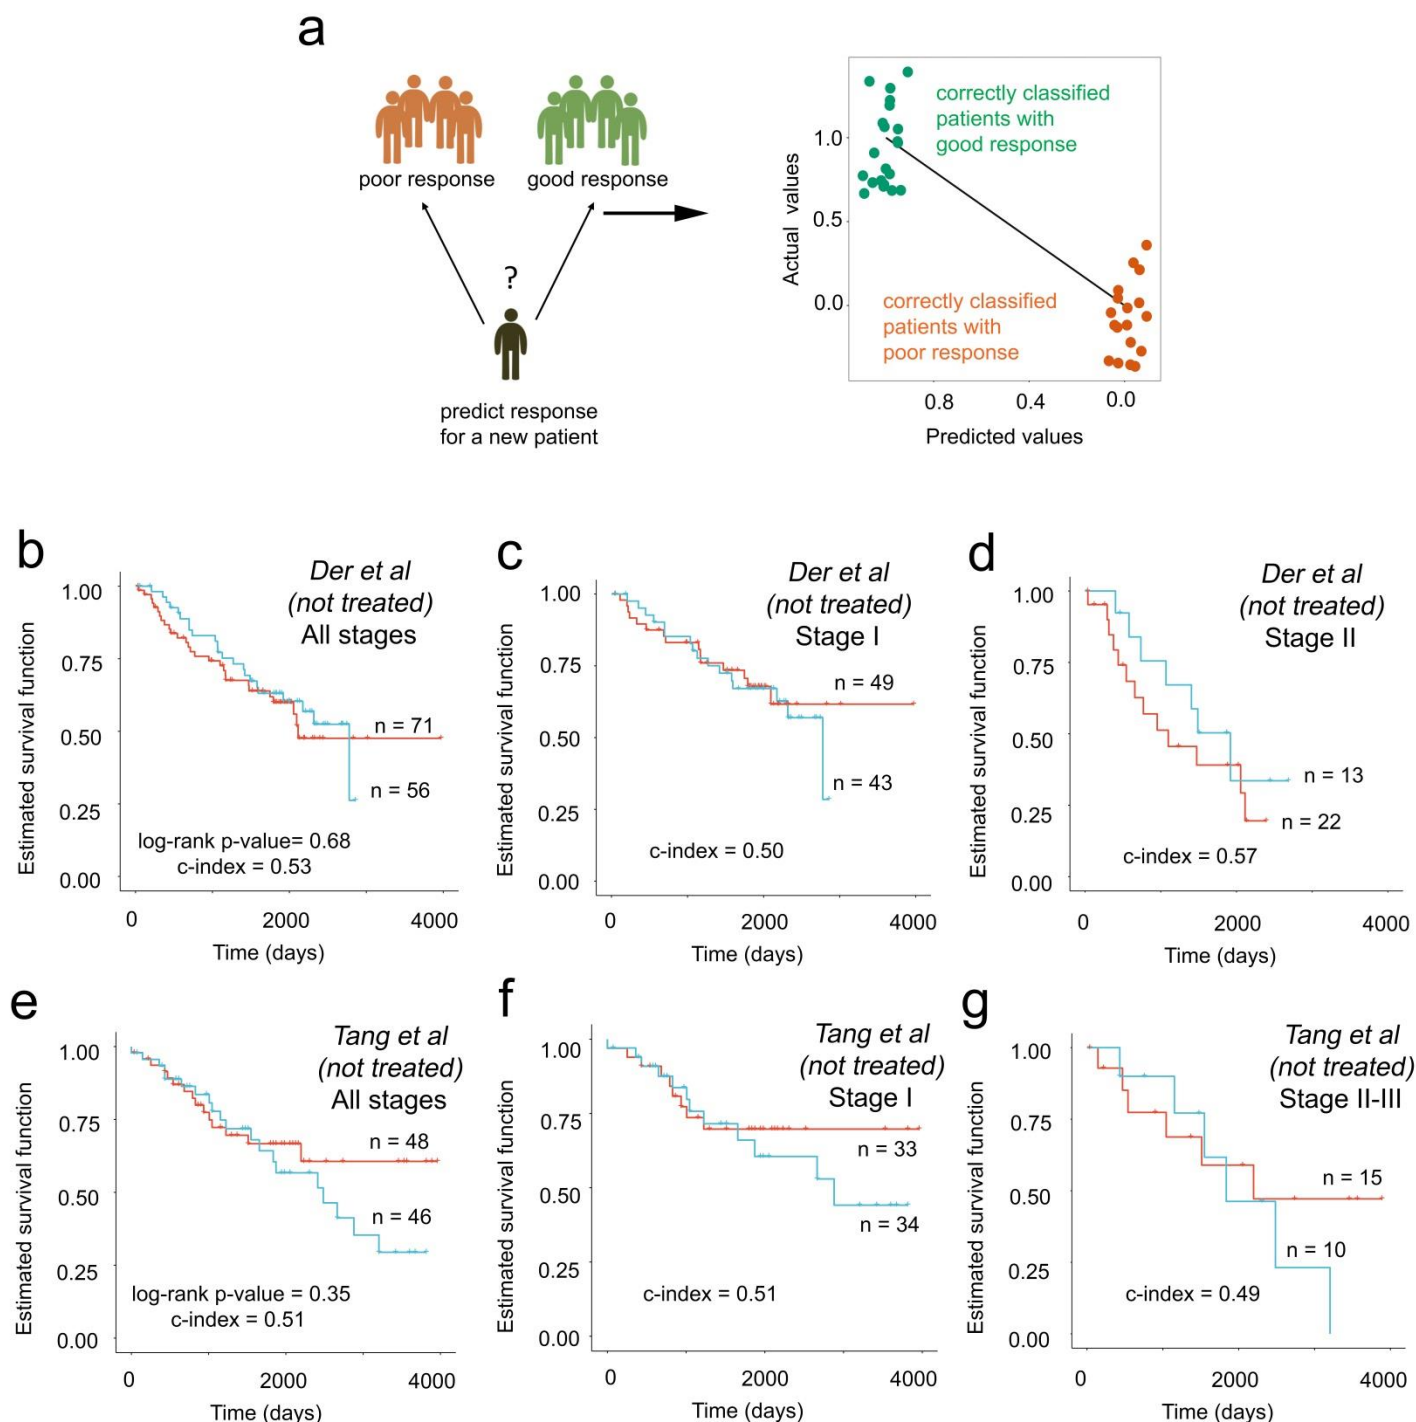 a
poor response
good response
?
predict response
for a new patient
correctly classified
patients with
good response
correctly classified
patients with
poor response
Actual values
1.0
0.5
0.0
0.8
0.4
0.0
Predicted values
b
Der et al
(not treated)
All stages
Estimated survival function
1.00
0.75
0.50
0.25
0.00
n = 71
n = 56
log-rank p-value= 0.68
c-index = 0.53
0
2000
4000
Time (days)
c
Der et al
(not treated)
Stage I
Estimated survival function
1.00
0.75
0.50
0.25
0.00
n = 49
n = 43
c-index = 0.50
0
2000
4000
Time (days)
d
Der et al
(not treated)
Stage II
Estimated survival function
1.00
0.75
0.50
0.25
0.00
n = 13
n = 22
c-index = 0.57
0
2000
4000
Time (days)
e
Tang et al
(not treated)
All stages
Estimated survival function
1.00
0.75
0.50
0.25
0.00
n = 48
n = 46
log-rank p-value = 0.35
c-index = 0.51
0
2000
4000
Time (days)
f
Tang et al
(not treated)
Stage I
Estimated survival function
1.00
0.75
0.50
0.25
0.00
n = 33
n = 34
c-index = 0.51
0
2000
4000
Time (days)
g
Tang et al
(not treated)
Stage II-III
Estimated survival function
1.00
0.75
0.50
0.25
0.00
n = 15
n = 10
c-index = 0.49
0
2000
4000
Time (days)